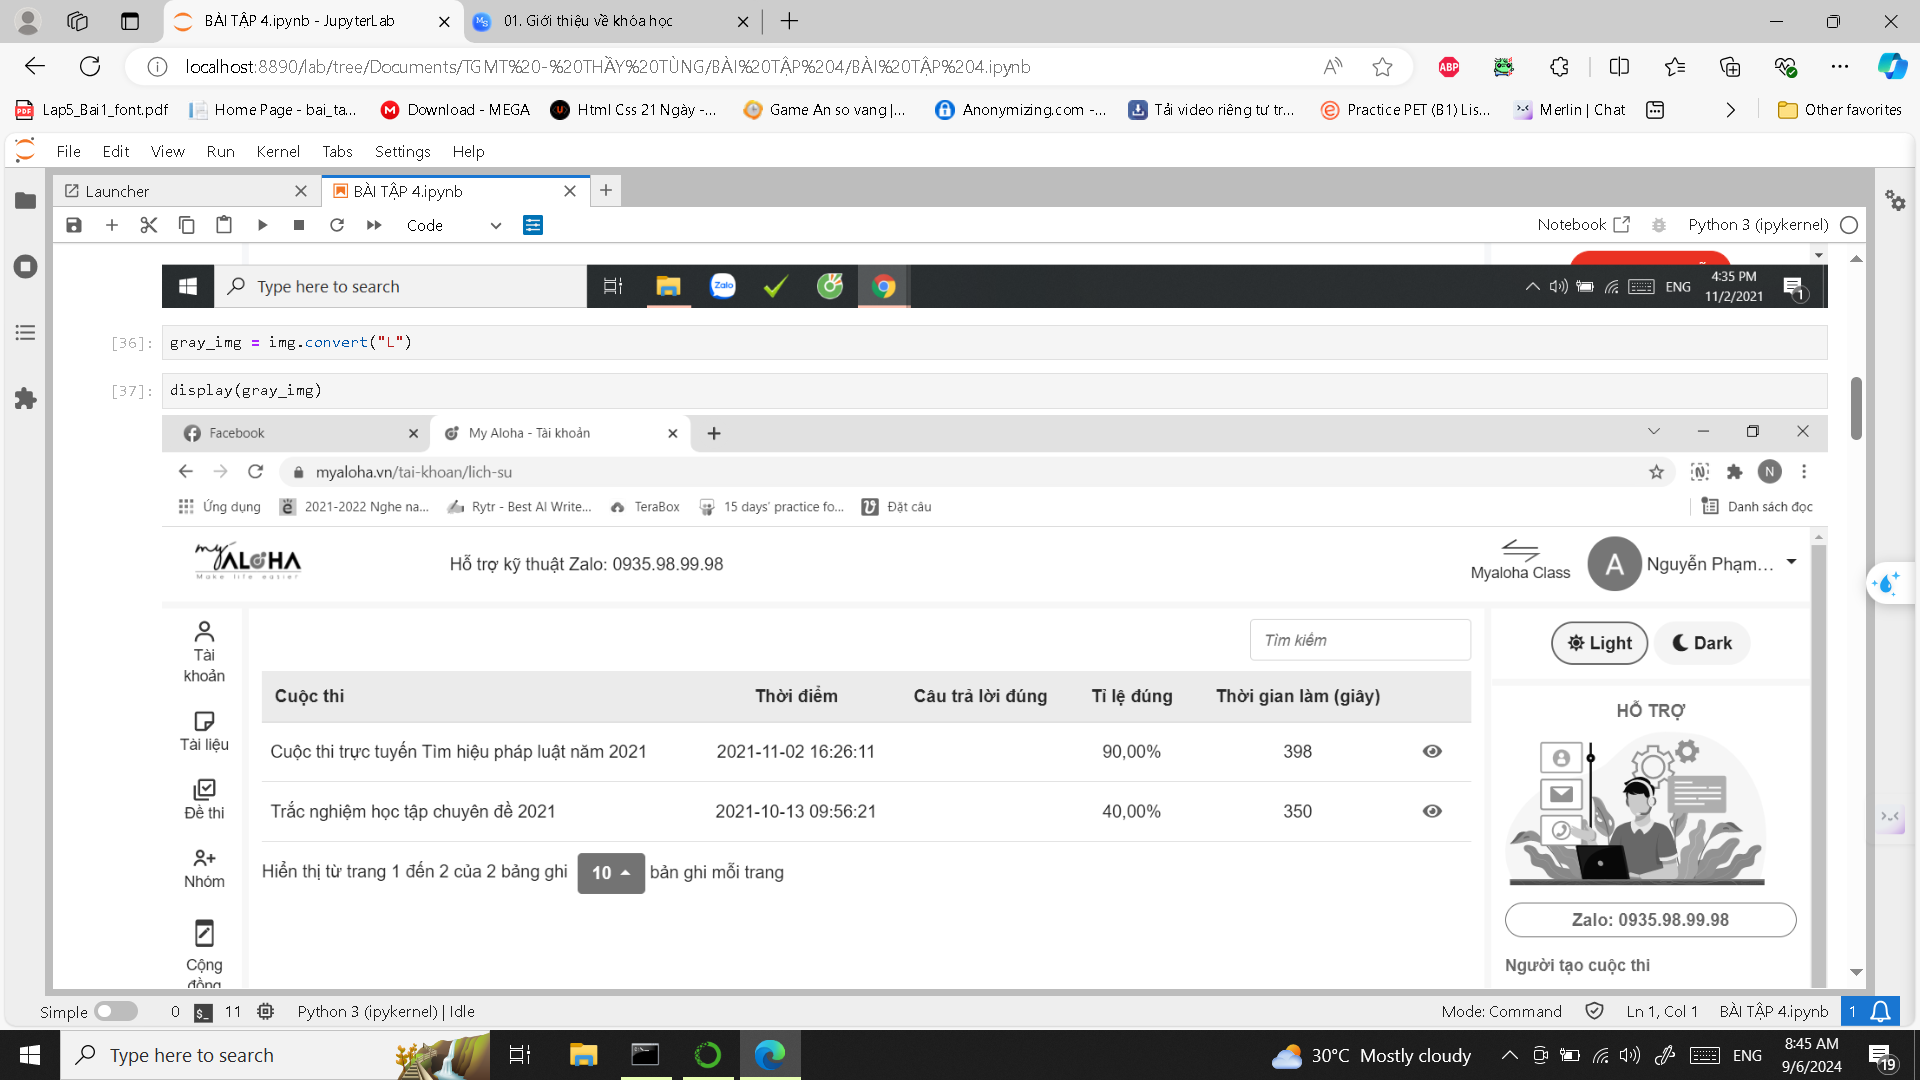 BÀI TẬP 4.ipynb - JupyterLab
01. Giới thiệu về khóa học
localhost:8890/lab/tree/Documents/TGMT%20-%20THẦY%20TÙNG/BÀI%20TẬP%204/BÀI%20TẬP%204.ipynb
ABP
Lap5_Bai1_font.pdf
Home Page - bai_ta...
Download - MEGA
Html Css 21 Ngày -...
Game An so vang |...
Anonymizing.com -...
Tải video riêng tư tr...
Practice PET (B1) Lis...
Merlin | Chat
Other favorites
File Edit View Run Kernel Tabs Settings Help
Launcher
BÀI TẬP 4.ipynb
Code
Notebook
Python 3 (ipykernel)
Type here to search
Zalo
ENG
4:35 PM
11/2/2021
1
[36]: gray_img = img.convert("L")
[37]: display(gray_img)
Facebook
My Aloha - Tài khoản
myaloha.vn/tai-khoan/lich-su
N
Ứng dụng
2021-2022 Nghe na...
Rytr - Best AI Write...
TeraBox
15 days' practice fo...
Đặt câu
Danh sách đọc
my ALOHA
Make life easier
Hỗ trợ kỹ thuật Zalo: 0935.98.99.98
Myaloha Class
A
Nguyễn Phạm...
Tài
khoản
Tài liệu
Đề thi
Nhóm
Cộng
đồng
Tìm kiếm
Cuộc thi Thời điểm Câu trả lời đúng Tỉ lệ đúng Thời gian làm (giây)
Cuộc thi trực tuyến Tìm hiệu pháp luật năm 2021 2021-11-02 16:26:11 90,00% 398
Trắc nghiệm học tập chuyên đề 2021 2021-10-13 09:56:21 40,00% 350
Hiển thị từ trang 1 đến 2 của 2 bảng ghi 10 bản ghi mỗi trang
Light
Dark
HỖ TRỢ
Zalo: 0935.98.99.98
Người tạo cuộc thi
Simple
0
11
Python 3 (ipykernel) | Idle
Mode: Command
Ln 1, Col 1
BÀI TẬP 4.ipynb
1
Type here to search
30°C Mostly cloudy
ENG
8:45 AM
9/6/2024
19